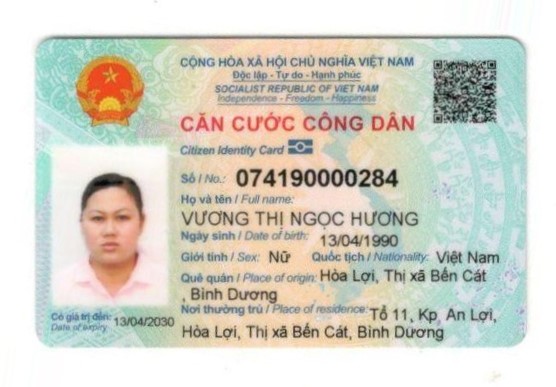 CỘNG HÒA XÃ HỘI CHỦ NGHĨA VIỆT NAM
Độc lập - Tự do - Hạnh phúc
SOCIALIST REPUBLIC OF VIET NAM
Independence - Freedom - Happiness
CĂN CƯỚC CÔNG DÂN
Citizen Identity Card
Số / No.: 074190000284
Họ và tên / Full name:
VƯƠNG THỊ NGỌC HƯƠNG
Ngày sinh / Date of birth: 13/04/1990
Giới tính / Sex: Nữ Quốc tịch / Nationality: Việt Nam
Quê quán / Place of origin: Hòa Lợi, Thị xã Bến Cát
, Bình Dương
Nơi thường trú / Place of residence: Tổ 11, Kp. An Lợi,
Hòa Lợi, Thị xã Bến Cát, Bình Dương
Có giá trị đến: 13/04/2030
Date of expiry